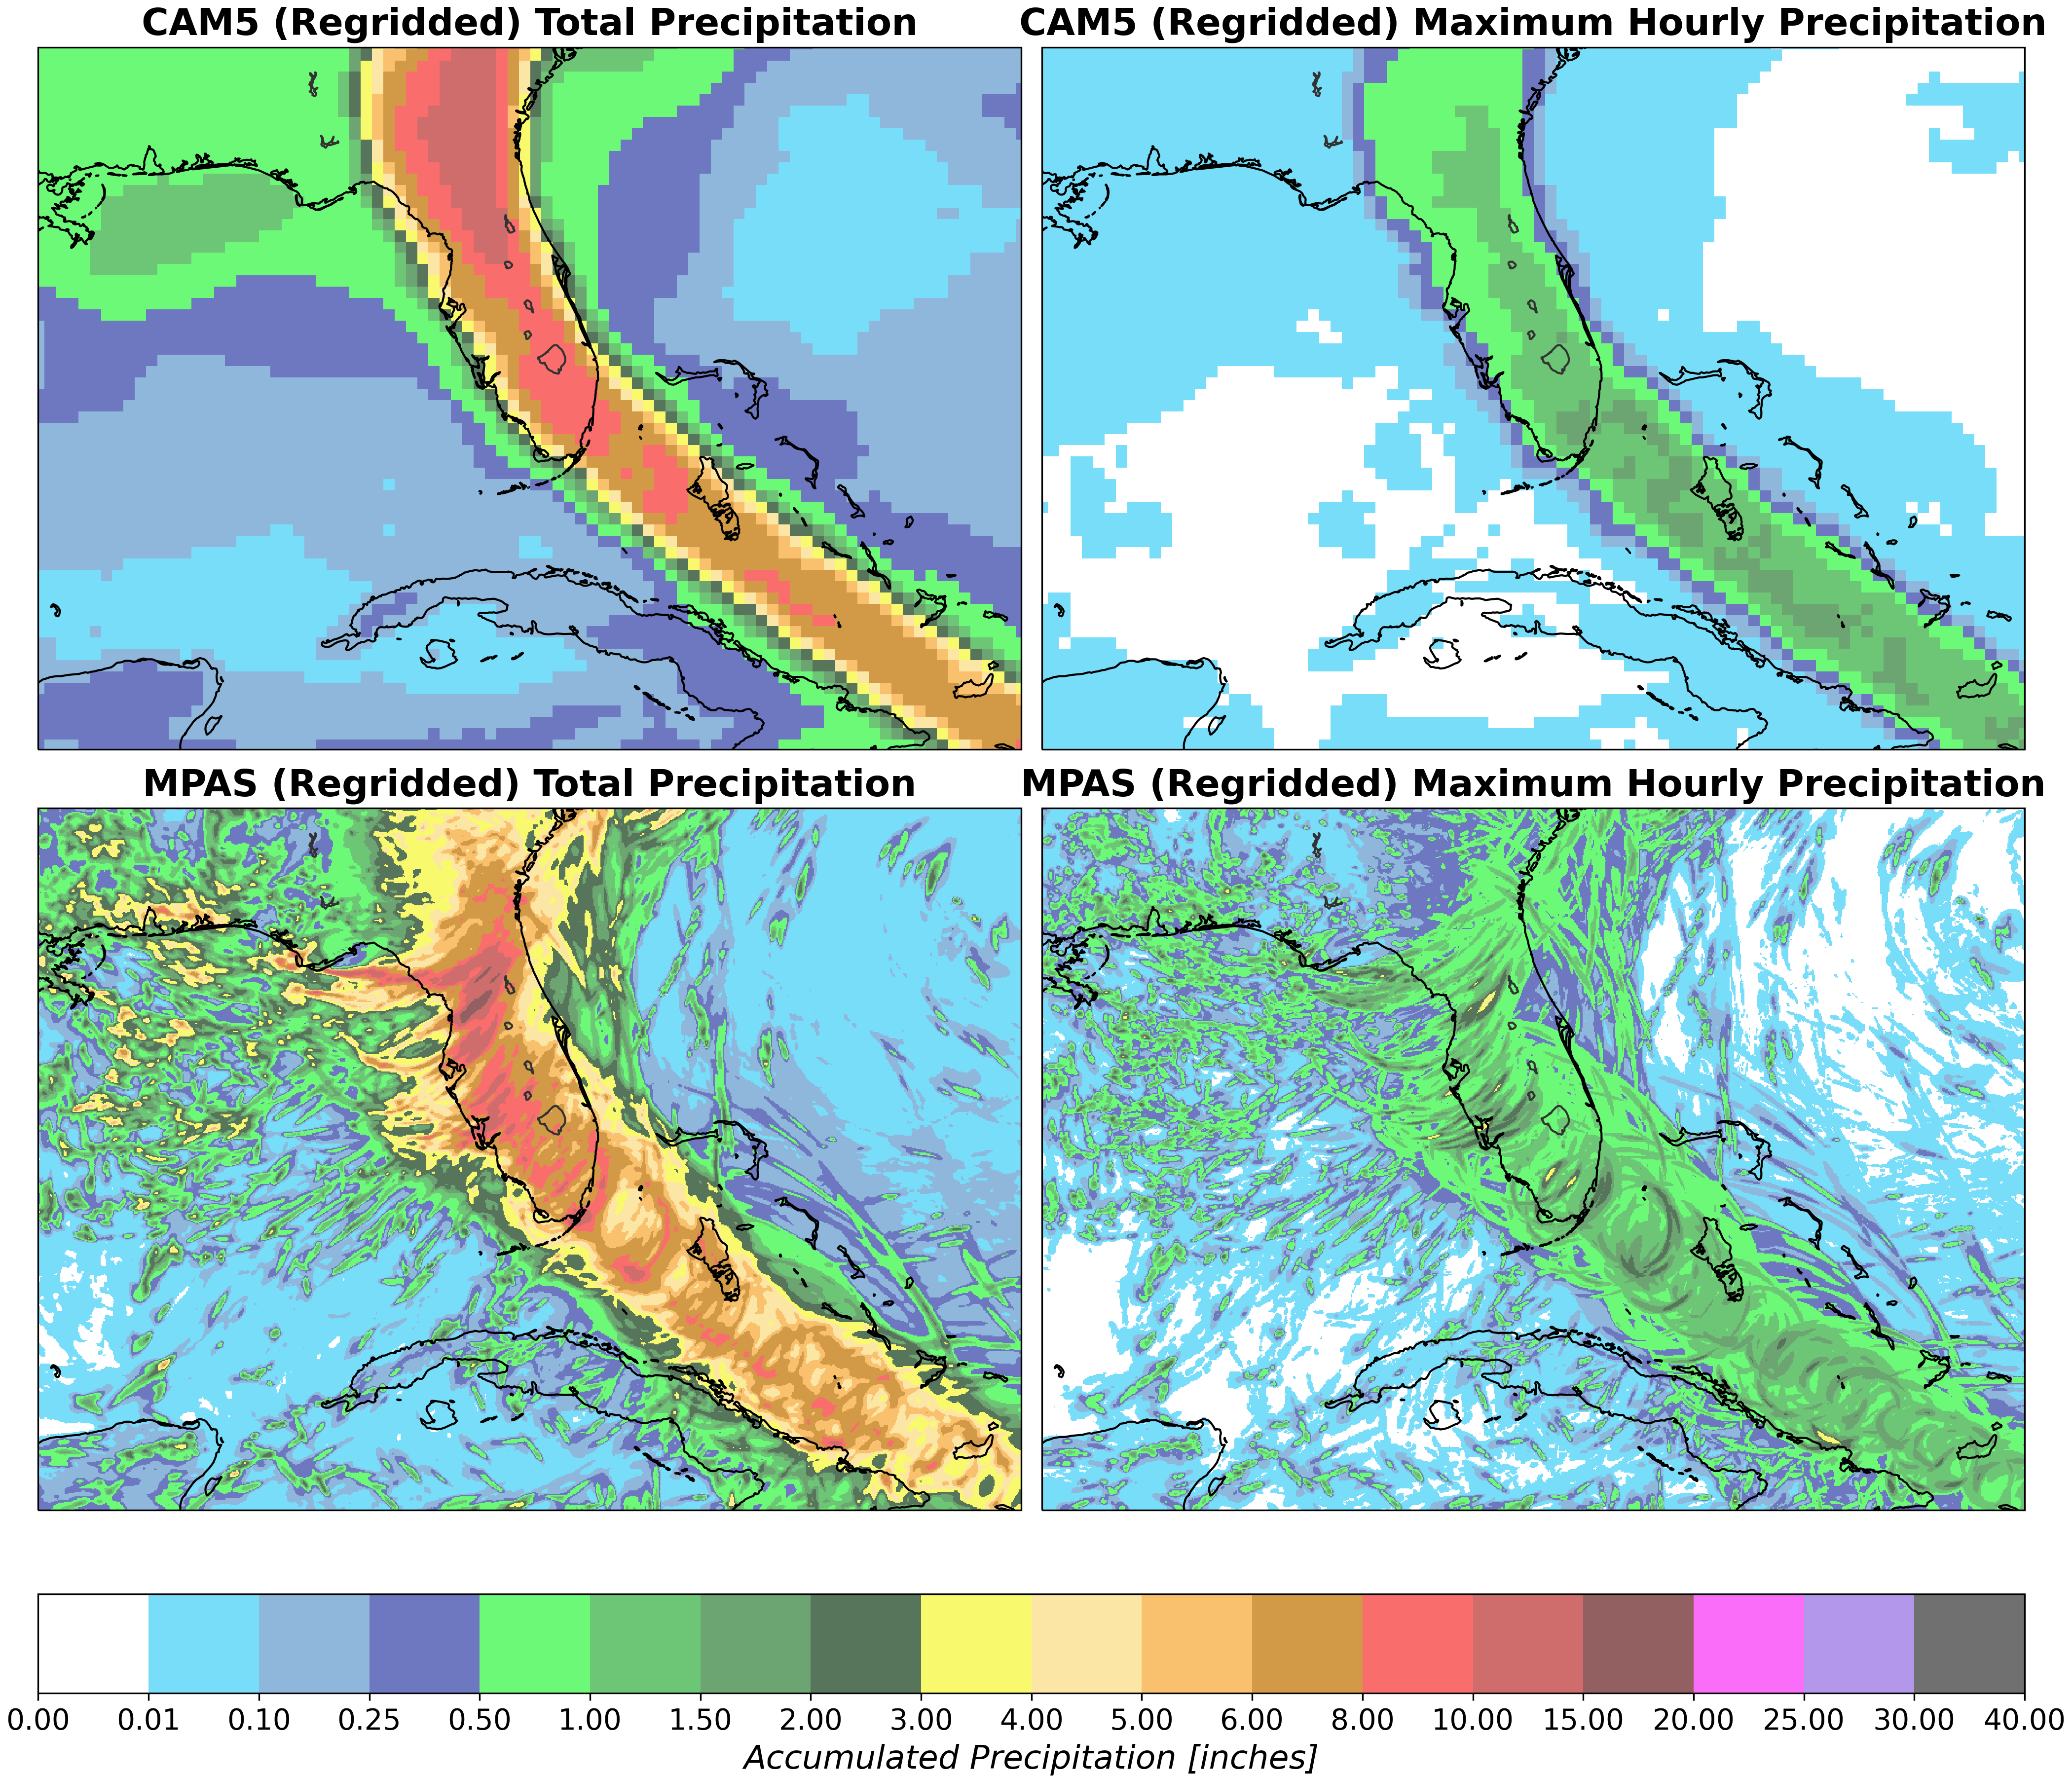 CAM5 (Regridded) Total Precipitation
CAM5 (Regridded) Maximum Hourly Precipitation
MPAS (Regridded) Total Precipitation
MPAS (Regridded) Maximum Hourly Precipitation
0.00 0.01 0.10 0.25 0.50 1.00 1.50 2.00 3.00 4.00 5.00 6.00 8.00 10.00 15.00 20.00 25.00 30.00 40.00
Accumulated Precipitation [inches]